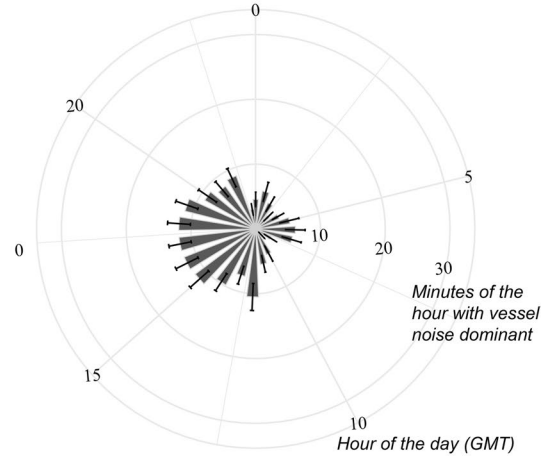 0
20
5
0
10
20
30
Minutes of the
hour with vessel
noise dominant
15
10
Hour of the day (GMT)